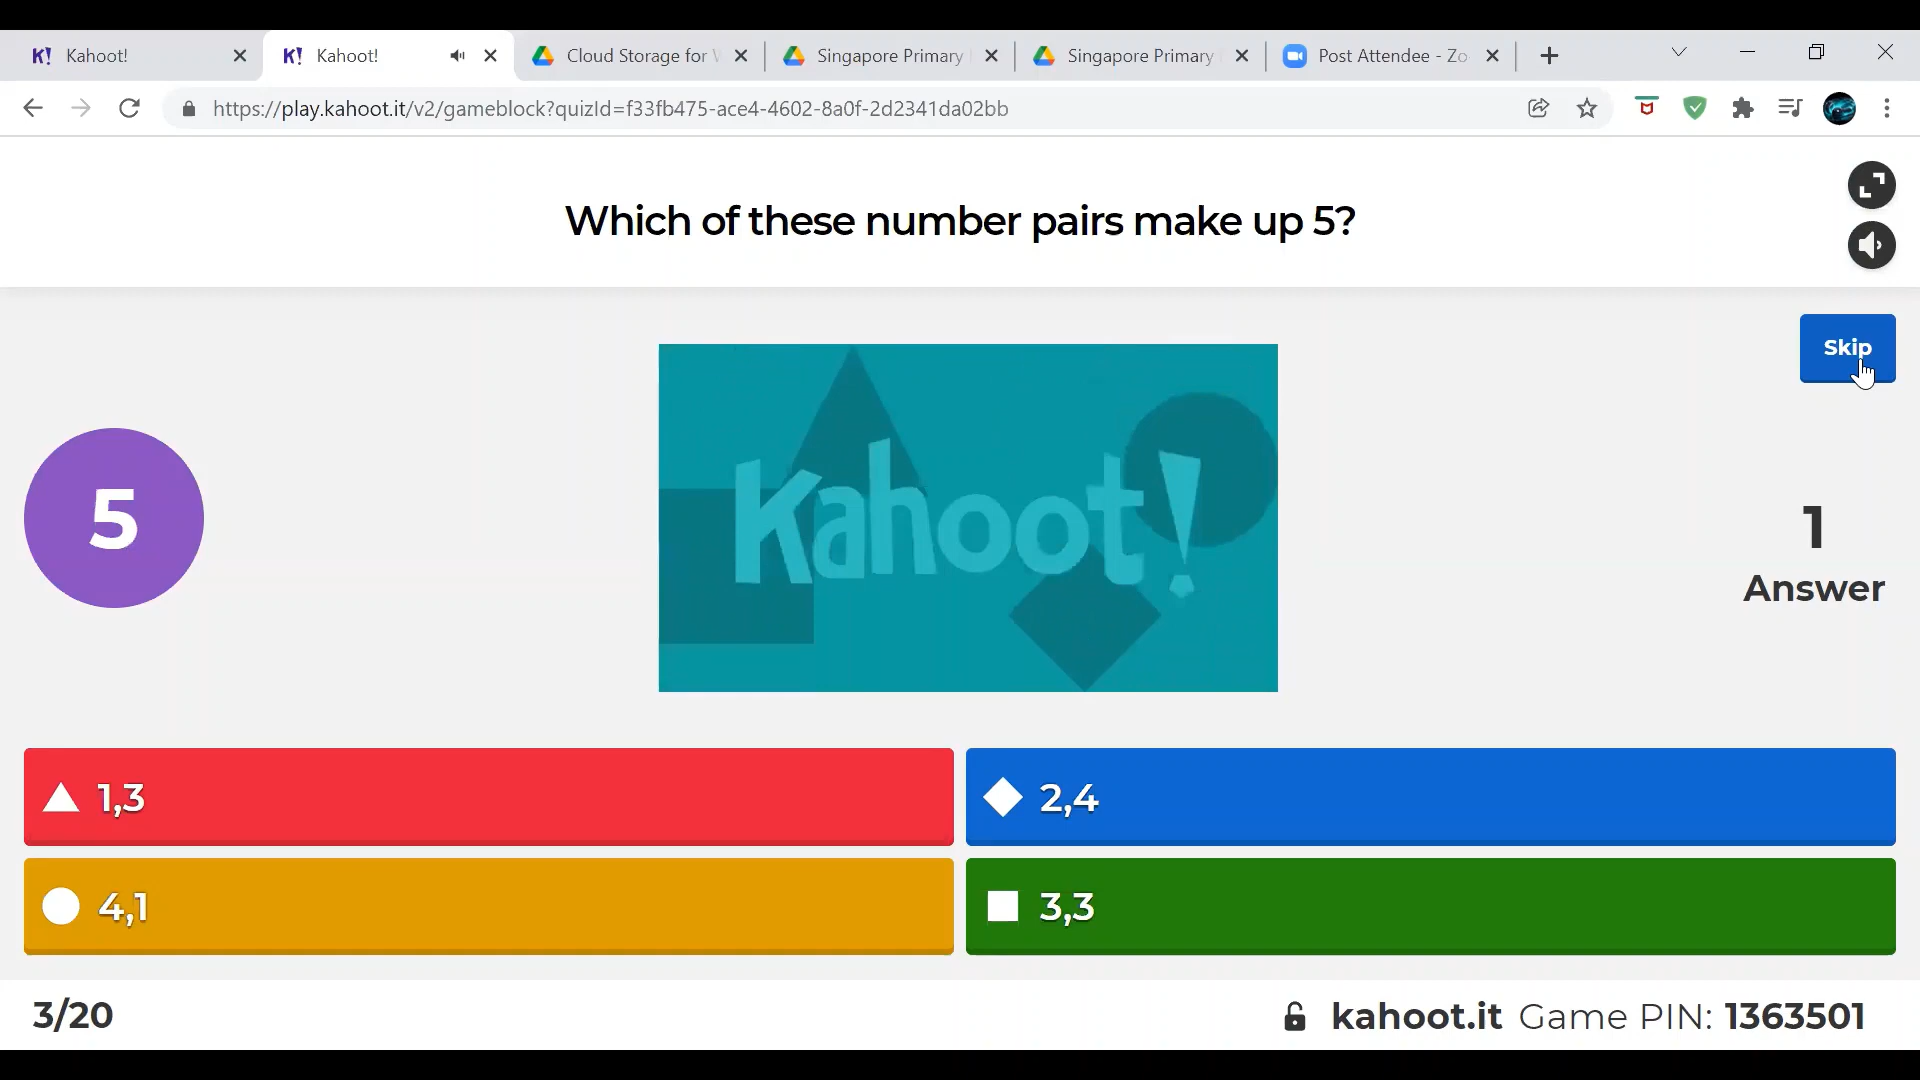 Kahoot!
Kahoot!
Cloud Storage for
Singapore Primary
Singapore Primary
Post Attendee - Zo
https://play.kahoot.it/v2/gameblock?quizId=f33fb475-ace4-4602-8a0f-2d2341da02bb
Which of these number pairs make up 5?
Skip
5
Kahoot!
1
Answer
1,3
2,4
4,1
3,3
3/20
kahoot.it Game PIN: 1363501